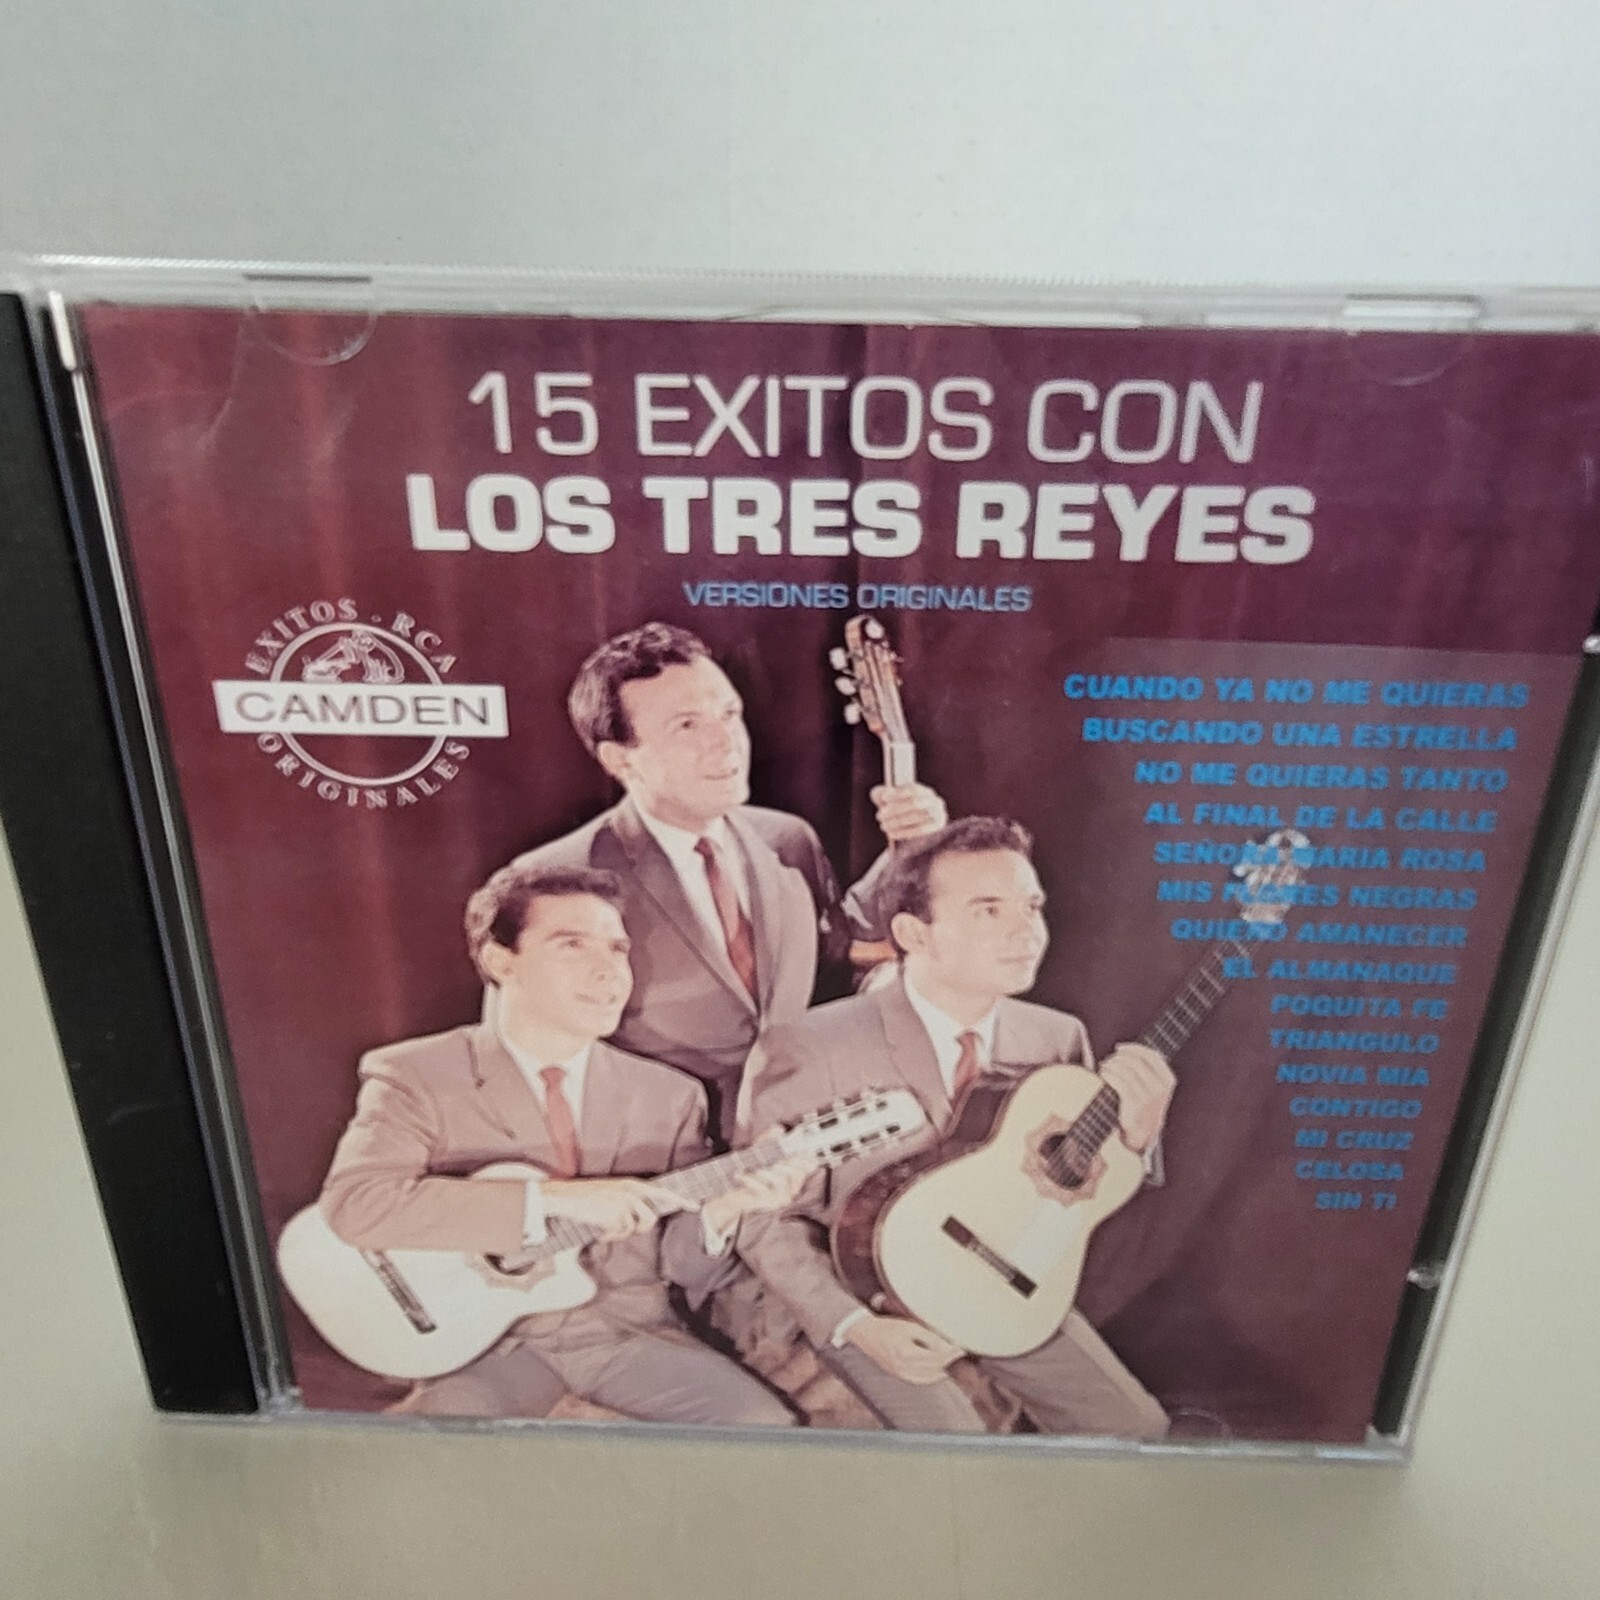 15 EXITOS CON
LOS TRES REYES
VERSIONES ORIGINALES
EXITOS · RCA
CAMDEN
ORIGINALES
CUANDO YA NO ME QUIERAS
BUSCANDO UNA ESTRELLA
NO ME QUIERAS TANTO
AL FINAL DE LA CALLE
SEÑORA MARIA ROSA
MIS FLORES NEGRAS
QUIERO AMANECER
EL ALMANAQUE
POQUITA FE
TRIANGULO
NOVIA MIA
CONTIGO
MI CRUZ
CELOSA
SIN TI